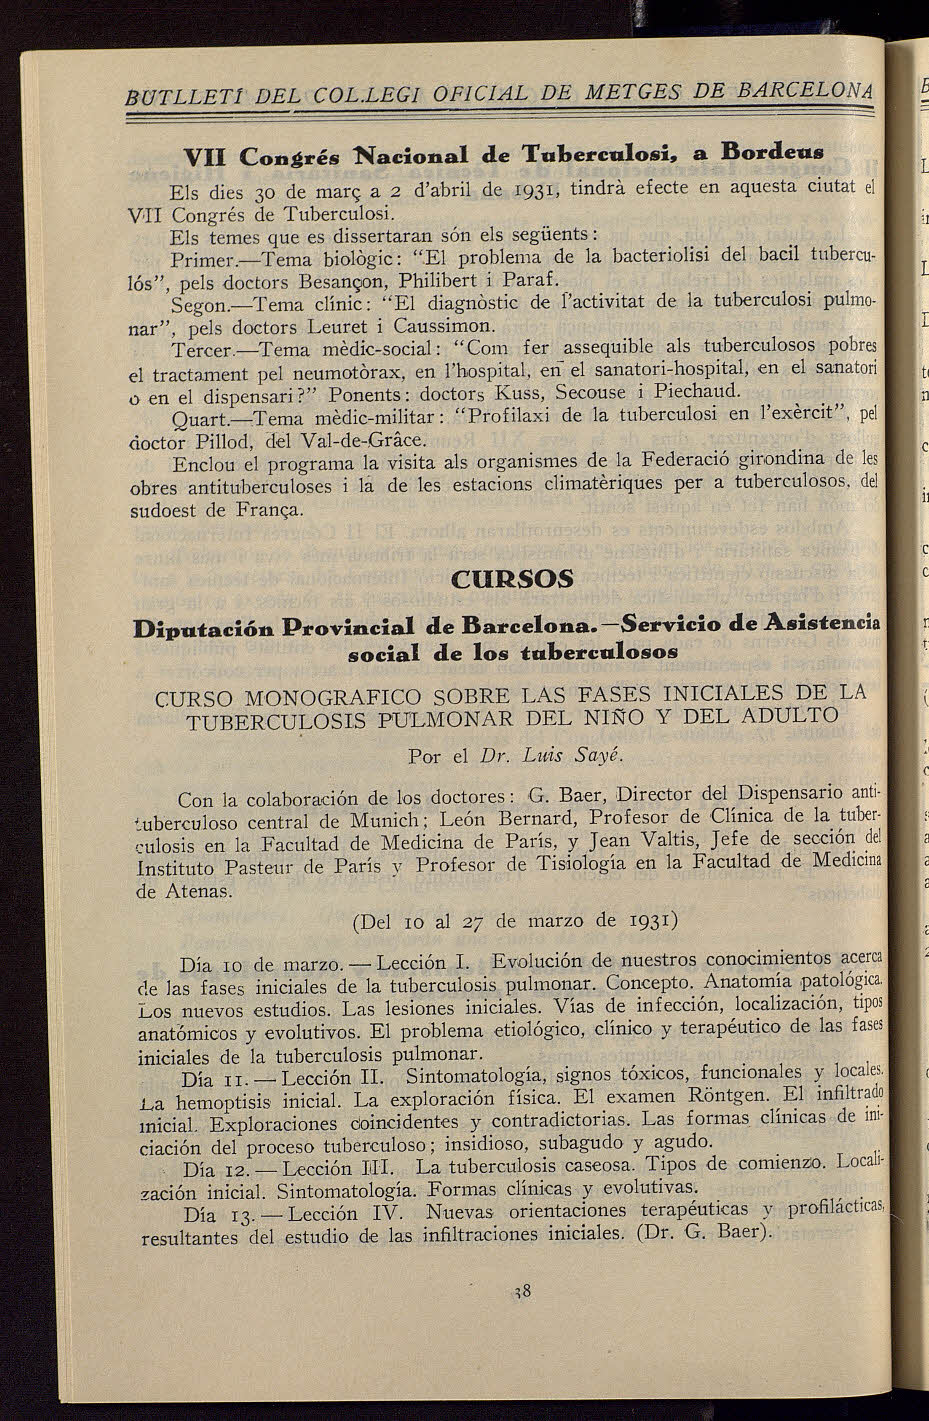 BUTLLETÍ DEL COL.LEGI OFICIAL DE METGES DE BARCELONA
VII Congrés Nacional de Tuberculosi, a Bordeus
Els dies 30 de març a 2 d'abril de 1931, tindrà efecte en aquesta ciutat el
VII Congrés de Tuberculosi.
Els temes que es dissertaran són els següents:
Primer.—Tema biològic: "El problema de la bacteriolisi del bacil tubercu-
lós", pels doctors Besançon, Philibert i Paraf.
Segon.—Tema clínic: "El diagnòstic de l'activitat de la tuberculosi pulmo-
nar", pels doctors Leuret i Caussimon.
Tercer.—Tema mèdic-social: "Com fer assequible als tuberculosos pobres
el tractament pel neumotòrax, en l'hospital, en el sanatori-hospital, en el sanatori
o en el dispensari?" Ponents: doctors Kuss, Secouse i Piechaud.
Quart.—Tema mèdic-militar: "Profilaxi de la tuberculosi en l'exèrcit", pel
doctor Pillod, del Val-de-Grâce.
Enclou el programa la visita als organismes de la Federació girondina de les
obres antituberculoses i la de les estacions climatèriques per a tuberculosos, del
sudoest de França.
CURSOS
Diputación Provincial de Barcelona.—Servicio de Asistencia
social de los tuberculosos
CURSO MONOGRAFICO SOBRE LAS FASES INICIALES DE LA
TUBERCULOSIS PULMONAR DEL NIÑO Y DEL ADULTO
Por el Dr. Luis Sayé.
Con la colaboración de los doctores: G. Baer, Director del Dispensario anti-
tuberculoso central de Munich; León Bernard, Profesor de Clínica de la tuber-
culosis en la Facultad de Medicina de París, y Jean Valtis, Jefe de sección del
Instituto Pasteur de París y Profesor de Tisiología en la Facultad de Medicina
de Atenas.
(Del 10 al 27 de marzo de 1931)
Día 10 de marzo. — Lección I. Evolución de nuestros conocimientos acerca
de las fases iniciales de la tuberculosis pulmonar. Concepto. Anatomía patológica.
Los nuevos estudios. Las lesiones iniciales. Vías de infección, localización, tipos
anatómicos y evolutivos. El problema etiológico, clínico y terapéutico de las fases
iniciales de la tuberculosis pulmonar.
Día 11. — Lección II. Sintomatología, signos tóxicos, funcionales y locales.
La hemoptisis inicial. La exploración física. El examen Röntgen. El infiltrado
inicial. Exploraciones coincidentes y contradictorias. Las formas clínicas de ini-
ciación del proceso tuberculoso; insidioso, subagudo y agudo.
Día 12. — Lección III. La tuberculosis caseosa. Tipos de comienzo. Locali-
zación inicial. Sintomatología. Formas clínicas y evolutivas.
Día 13. — Lección IV. Nuevas orientaciones terapéuticas y profilácticas,
resultantes del estudio de las infiltraciones iniciales. (Dr. G. Baer).
38